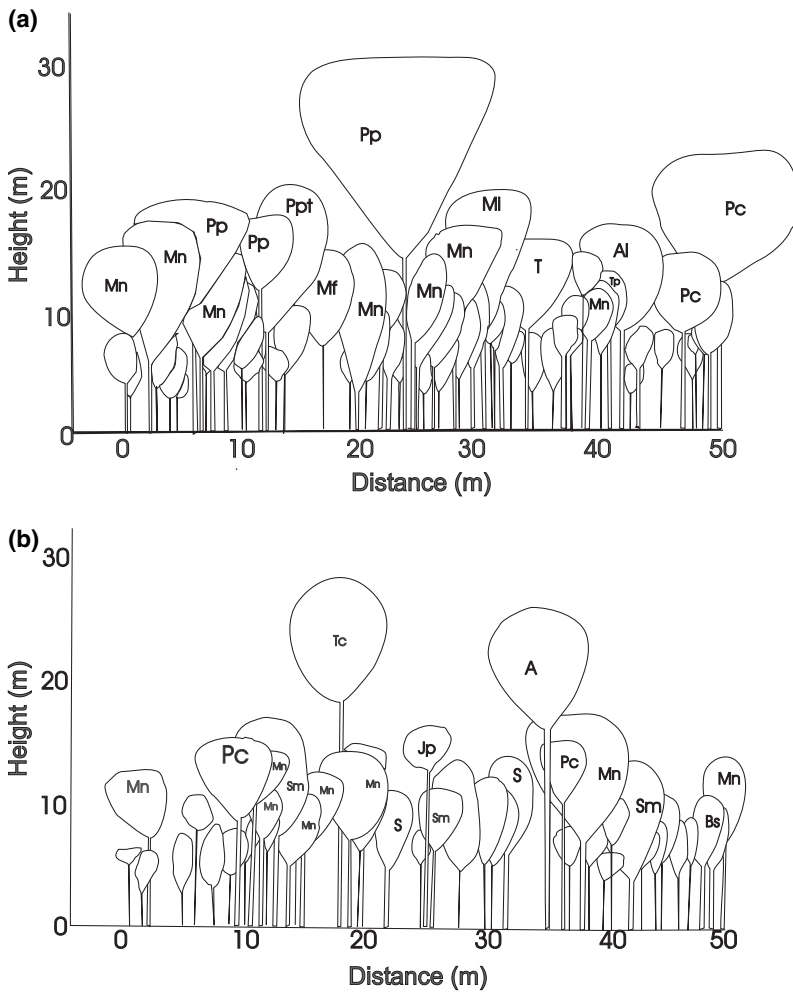 (a)
30
Pp
20
Pc
Ppt
Ml
Pp
Pp
Mn
Mn
Al
T
Mn
Mf
Tp
Mn
Pc
Mn
Mn
Mn
10
0
0 10 20 30 40 50
Height (m)
Distance (m)
(b)
30
Tc
20
A
Pc
Jp
Pc
Mn
S
Mn
Mn
Mn
Sm
Mn
Mn
10
Mn
Sm
Mn
S
Sm
Bs
0
0 10 20 30 40 50
Height (m)
Distance (m)